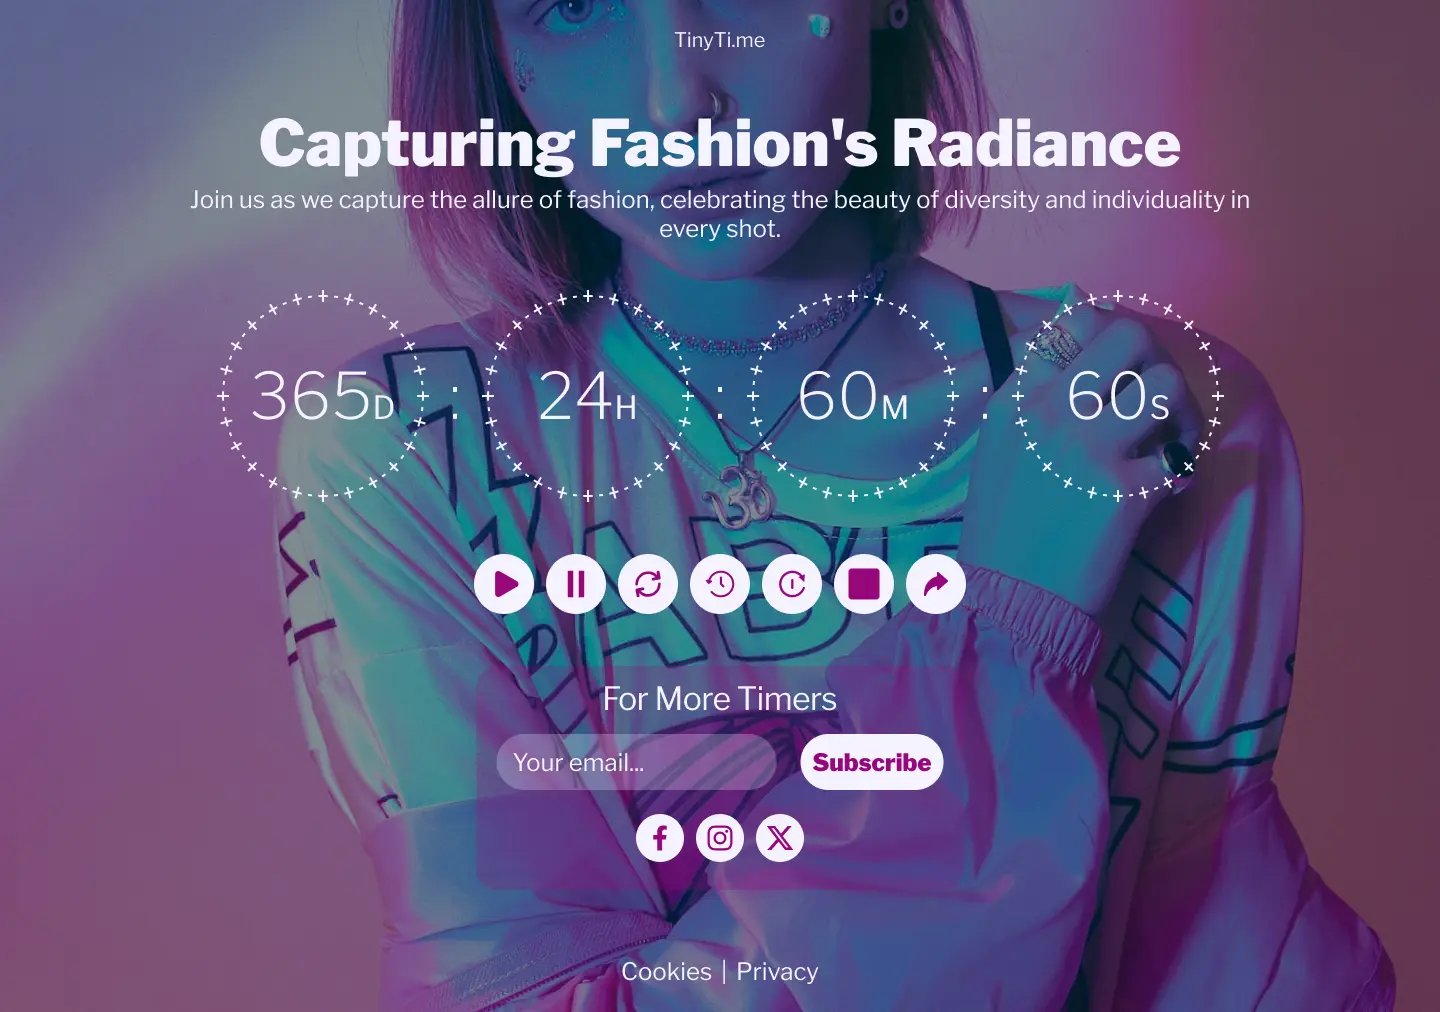 TinyTi.me
Capturing Fashion's Radiance
Join us as we capture the allure of fashion, celebrating the beauty of diversity and individuality in
every shot.
365D : 24H : 60M : 60S
For More Timers
Your email... Subscribe
Cookies | Privacy